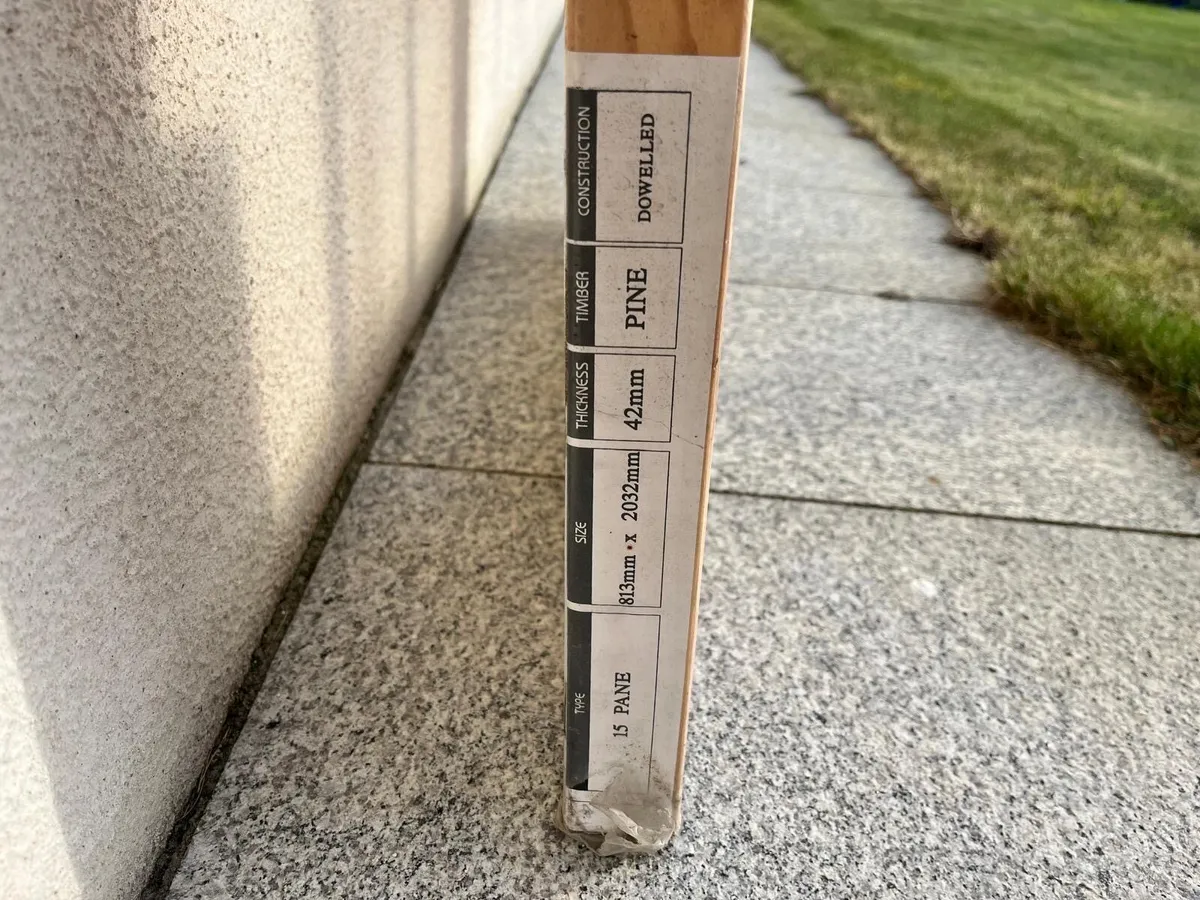 TYPE
15 PANE
SIZE
813mm x 2032mm
THICKNESS
42mm
TIMBER
PINE
CONSTRUCTION
DOWELLED